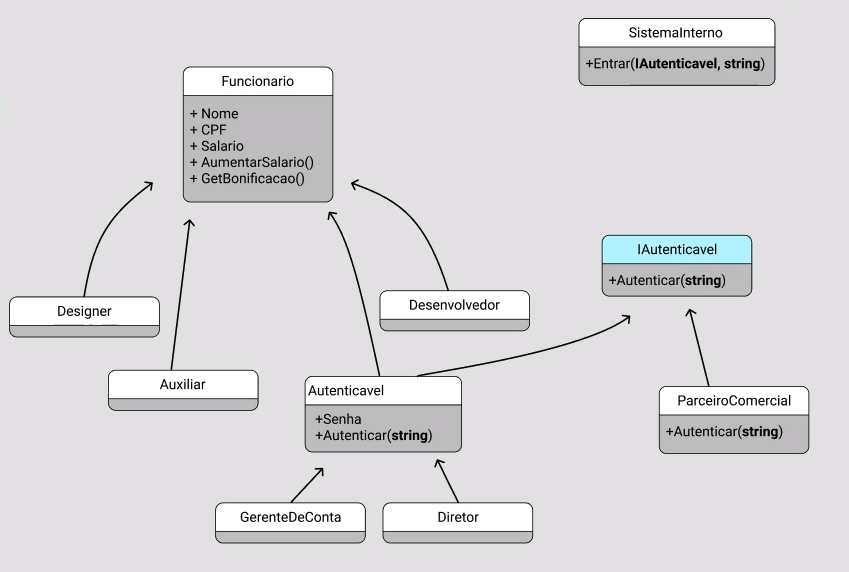 SistemaInterno
+Entrar(IAutenticavel, string)
Funcionario
+ Nome
+ CPF
+ Salario
+ AumentarSalario()
+ GetBonificacao()
IAutenticavel
+Autenticar(string)
Designer
Desenvolvedor
Auxiliar
Autenticavel
+Senha
+Autenticar(string)
ParceiroComercial
+Autenticar(string)
GerenteDeConta
Diretor